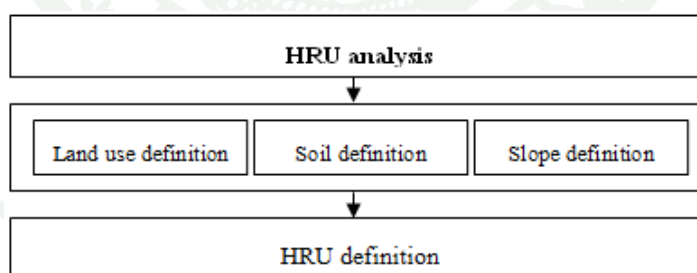 HRU analysis
Land use definition
Soil definition
Slope definition
HRU definition